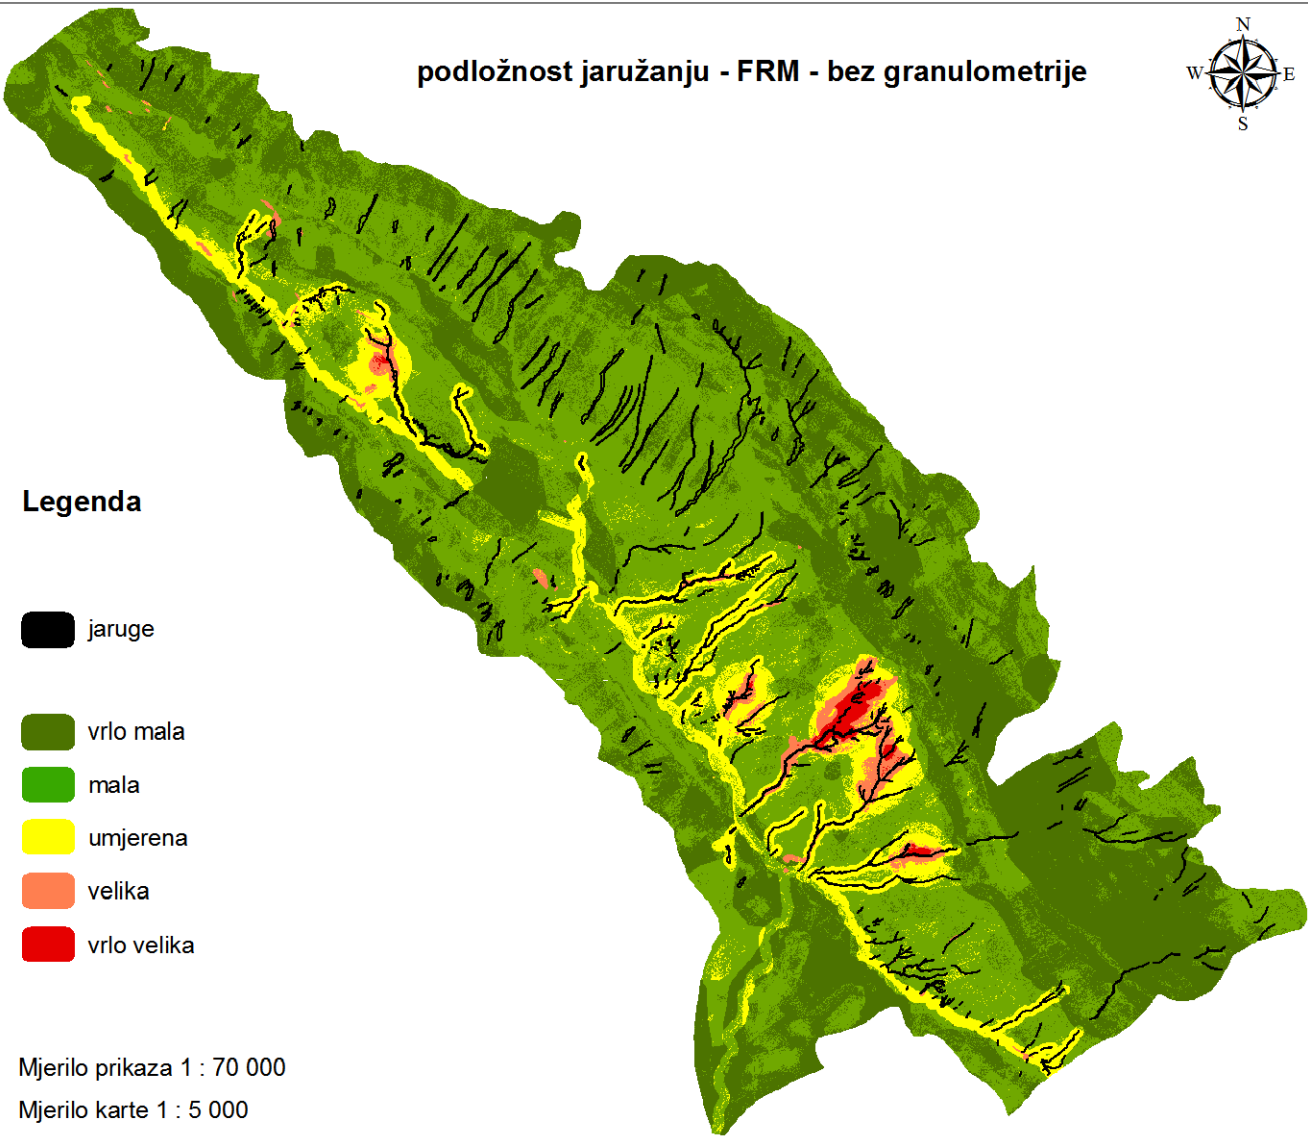 podložnost jaružanju - FRM - bez granulometrije
N
W
E
S
Legenda
jaruge
vrlo mala
mala
umjerena
velika
vrlo velika
Mjerilo prikaza 1 : 70 000
Mjerilo karte 1 : 5 000